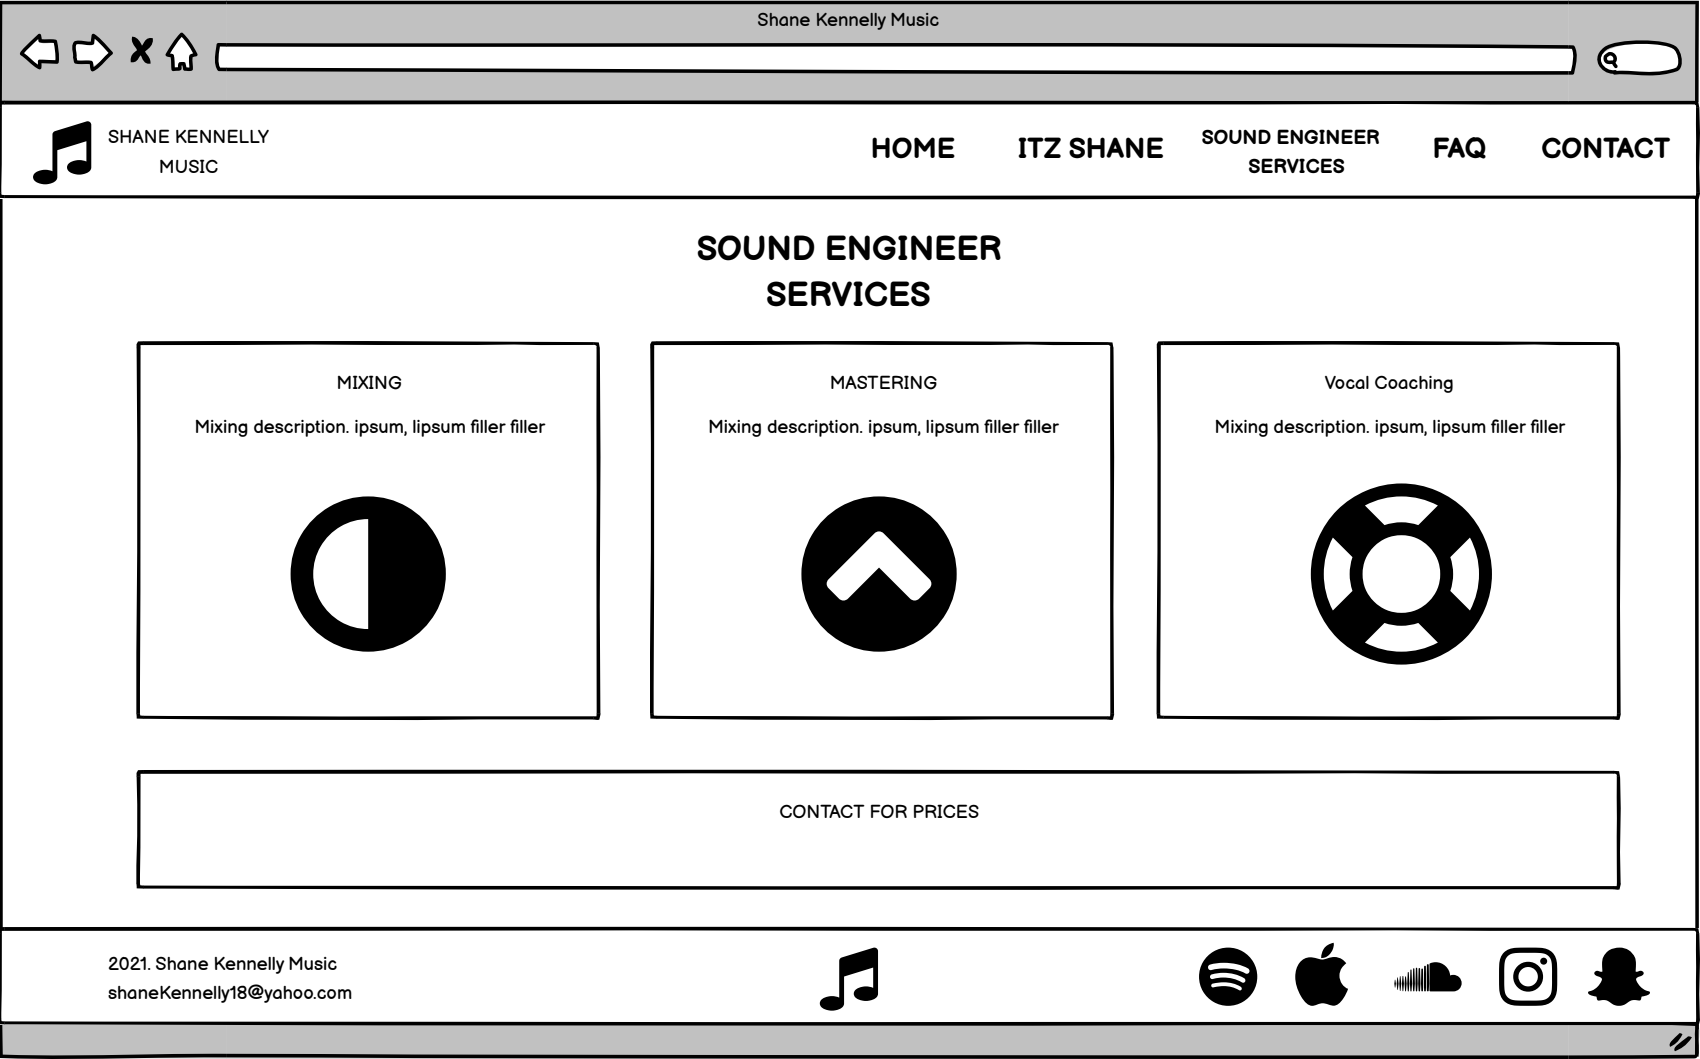 Shane Kennelly Music
SHANE KENNELLY
MUSIC
HOME
ITZ SHANE
SOUND ENGINEER
SERVICES
FAQ
CONTACT
SOUND ENGINEER
SERVICES
MIXING
Mixing description. ipsum, lipsum filler filler
MASTERING
Mixing description. ipsum, lipsum filler filler
Vocal Coaching
Mixing description. ipsum, lipsum filler filler
CONTACT FOR PRICES
2021. Shane Kennelly Music
shaneKennelly18@yahoo.com